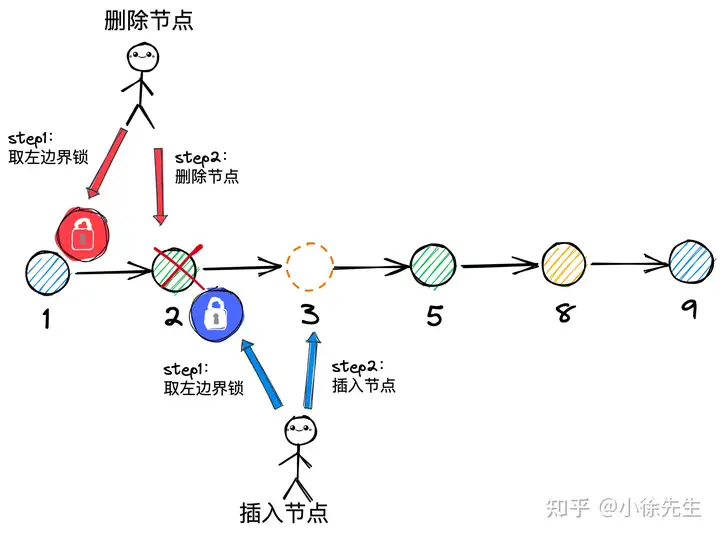 删除节点
step1：
取左边界锁
step2：
删除节点
1
2
3
5
8
9
step1：
取左边界锁
step2：
插入节点
插入节点
知乎 @小徐先生